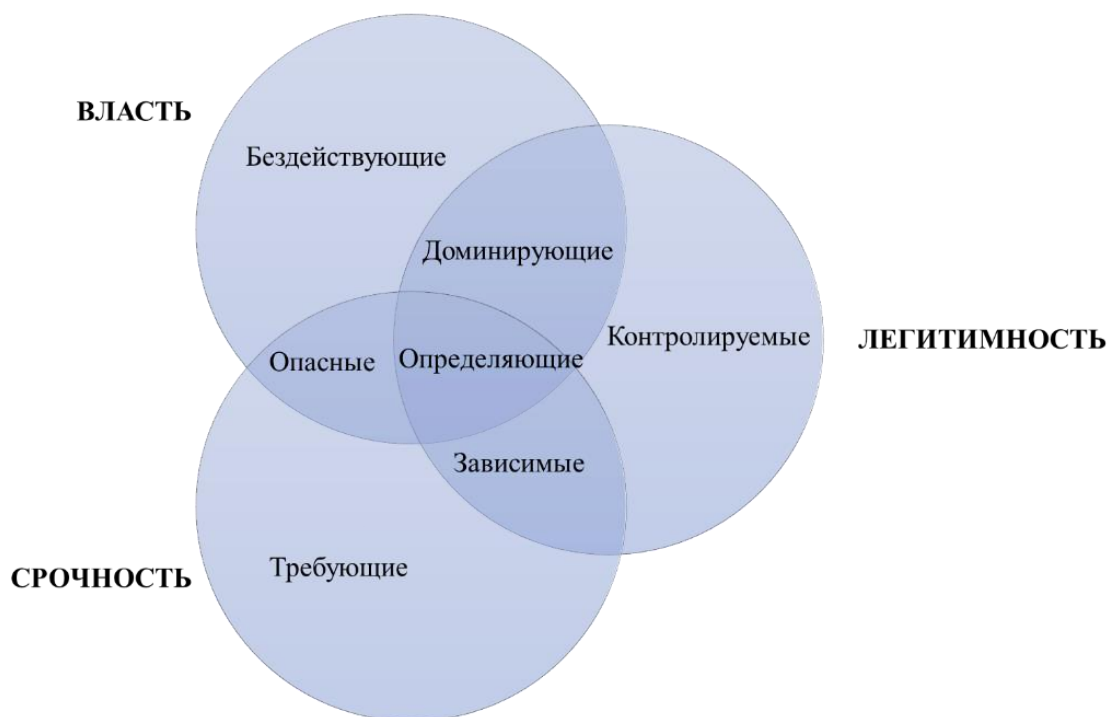 ВЛАСТЬ
Бездействующие
Доминирующие
Контролируемые
ЛЕГИТИМНОСТЬ
Опасные
Определяющие
Зависимые
Требующие
СРОЧНОСТЬ